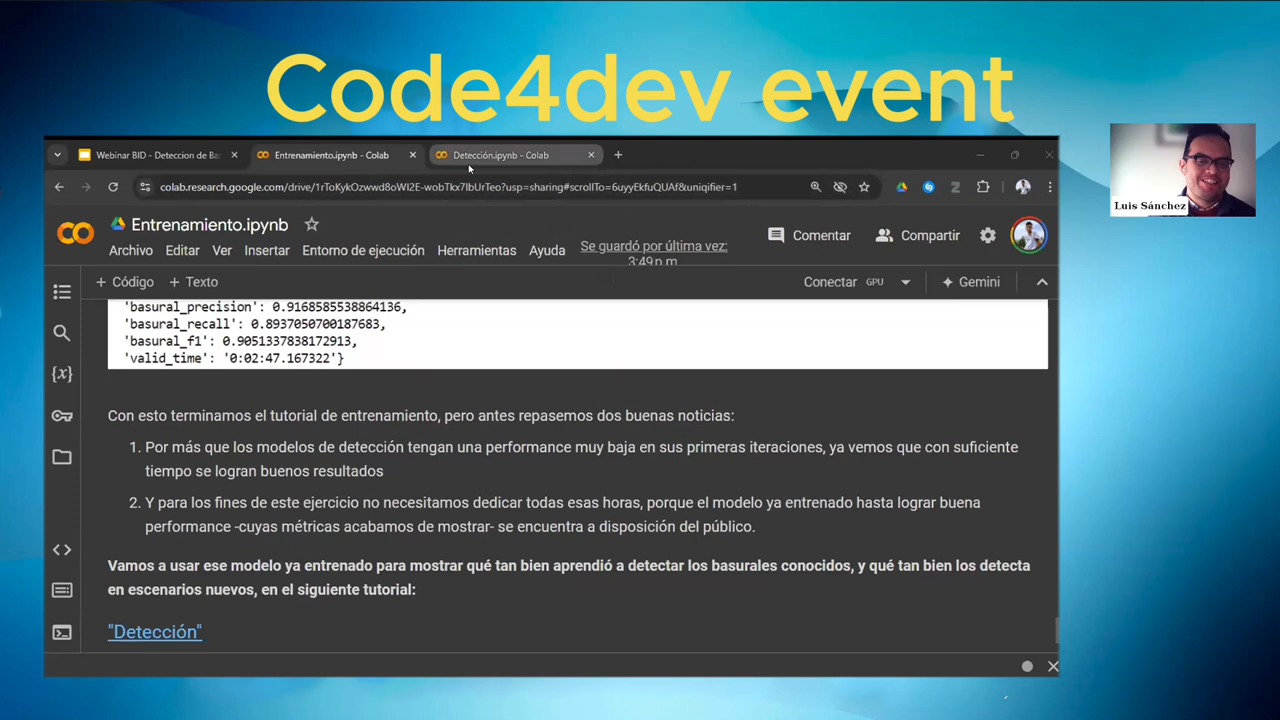 Code4dev event
Webinar BID - Deteccion de Ba
Entrenamiento.ipynb - Colab
Detección.ipynb - Colab
colab.research.google.com/drive/1rToKykOzwwd8oWI2E-wobTkx7IbUrTeo?usp=sharing#scrollTo=6uyyEkfuQUAf&uniqifier=1
Luis Sánchez
Entrenamiento.ipynb
Archivo Editar Ver Insertar Entorno de ejecución Herramientas Ayuda
Se guardó por última vez:
3:49 p.m.
Comentar
Compartir
+ Código + Texto
Conectar GPU
Gemini
'basural_precision': 0.9168585538864136,
'basural_recall': 0.8937050700187683,
'basural_f1': 0.9051337838172913,
'valid_time': '0:02:47.167322'}
Con esto terminamos el tutorial de entrenamiento, pero antes repasemos dos buenas noticias:
1. Por más que los modelos de detección tengan una performance muy baja en sus primeras iteraciones, ya vemos que con suficiente
tiempo se logran buenos resultados
2. Y para los fines de este ejercicio no necesitamos dedicar todas esas horas, porque el modelo ya entrenado hasta lograr buena
performance -cuyas métricas acabamos de mostrar- se encuentra a disposición del público.
Vamos a usar ese modelo ya entrenado para mostrar qué tan bien aprendió a detectar los basurales conocidos, y qué tan bien los detecta
en escenarios nuevos, en el siguiente tutorial:
"Detección"